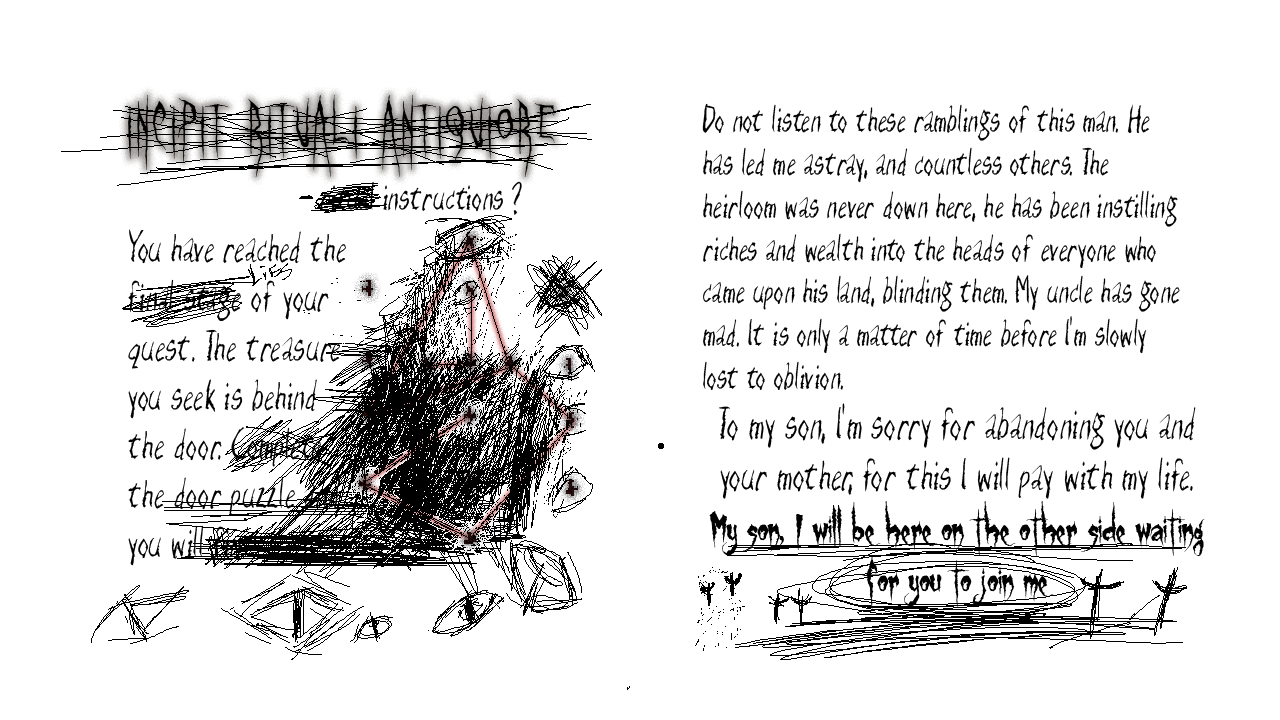 INCIPIT RITUALI ANTIQUIORE
- instructions ?
You have reached the
Lies
final stage of your
quest. The treasure
you seek is behind
the door. Complete
the door puzzle
you will
Do not listen to these ramblings of this man. He
has led me astray, and countless others. The
heirloom was never down here, he has been instilling
riches and wealth into the heads of everyone who
came upon his land, blinding them. My uncle has gone
mad. It is only a matter of time before I'm slowly
lost to oblivion.
To my son, I'm sorry for abandoning you and
your mother, for this I will pay with my life.
My son, I will be here on the other side waiting
for you to join me